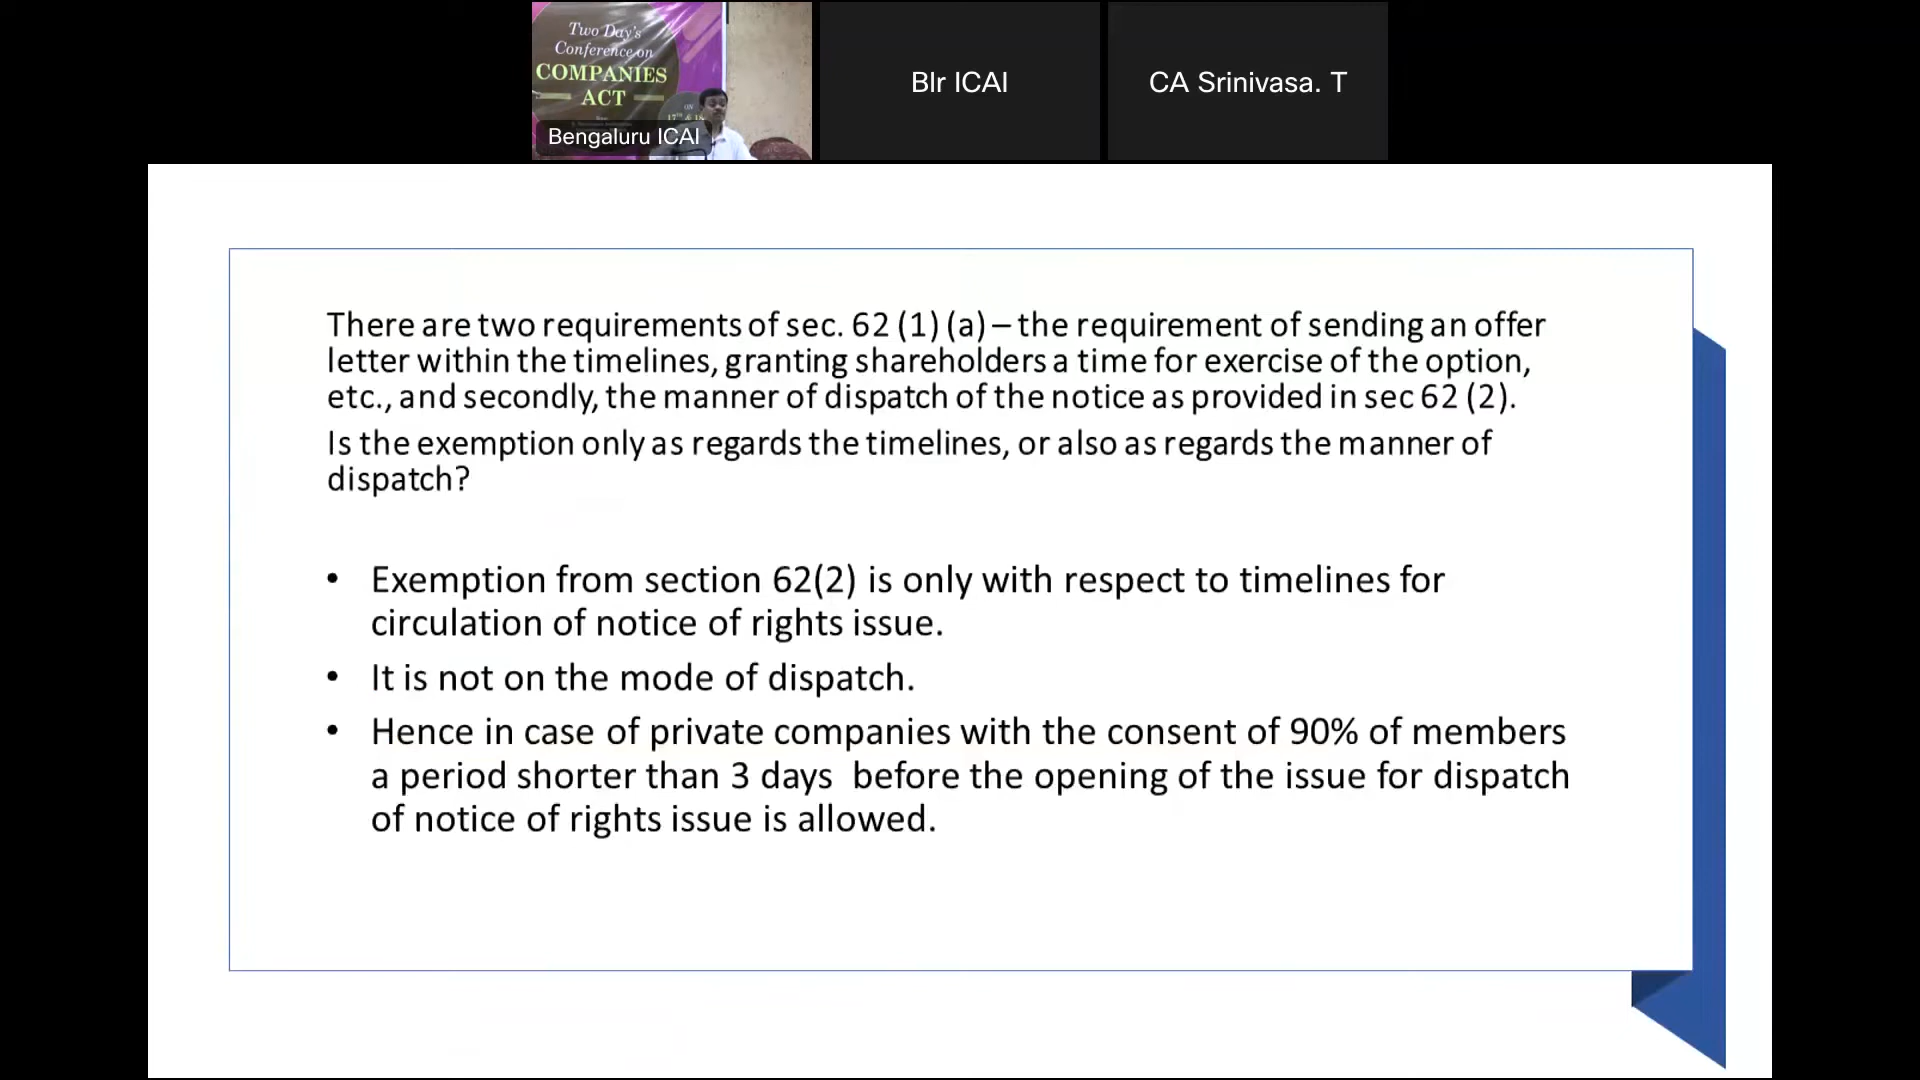 Two Day's
Conference on
COMPANIES
ACT
ON
Bengaluru ICAI
Blr ICAI
CA Srinivasa. T
There are two requirements of sec. 62 (1) (a) – the requirement of sending an offer
letter within the timelines, granting shareholders a time for exercise of the option,
etc., and secondly, the manner of dispatch of the notice as provided in sec 62 (2).
Is the exemption only as regards the timelines, or also as regards the manner of
dispatch?
• Exemption from section 62(2) is only with respect to timelines for
circulation of notice of rights issue.
• It is not on the mode of dispatch.
• Hence in case of private companies with the consent of 90% of members
a period shorter than 3 days before the opening of the issue for dispatch
of notice of rights issue is allowed.